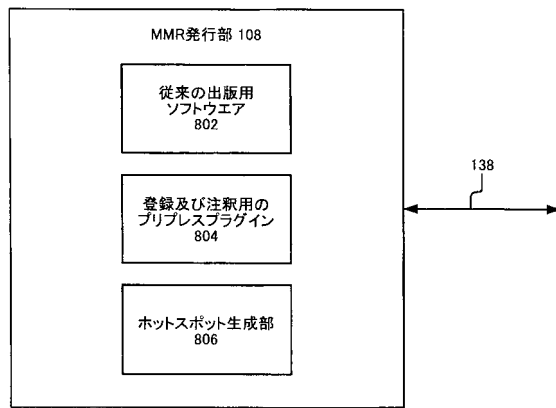 MMR発行部 108
従来の出版用
ソフトウエア
802
登録及び注釈用の
プリプレスプラグイン
804
ホットスポット生成部
806
138